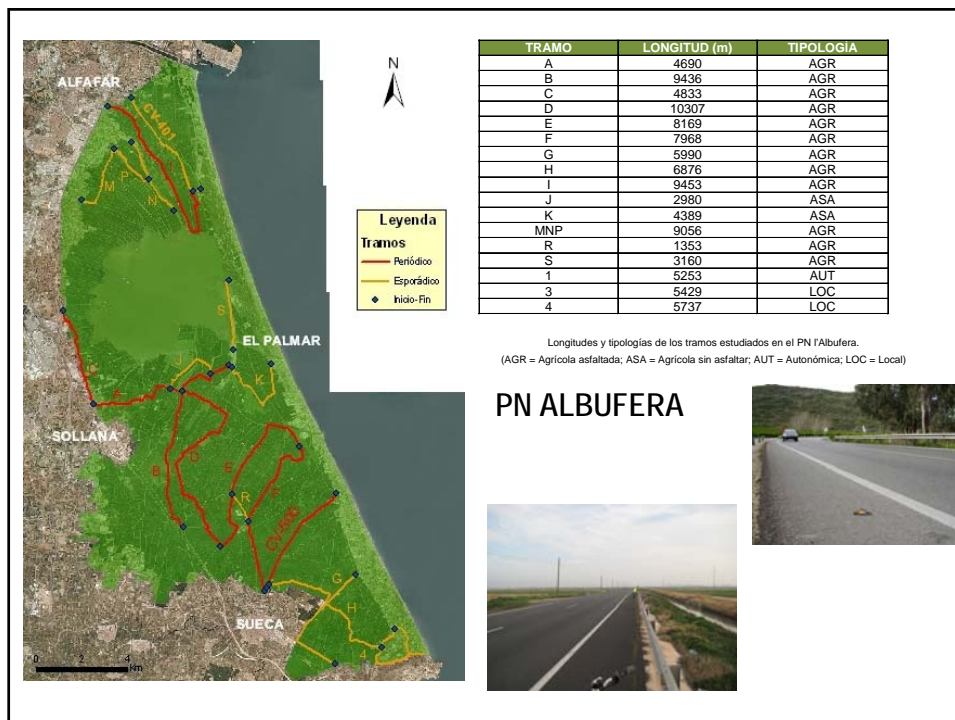 ALFAFAR
CV-401
I
M
P
N
S
EL PALMAR
J
K
C
A
SOLLANA
B
D
E
F
R
CV-500
G
H
SUECA
4
0 2 4
Km
N
Leyenda
Tramos
Periódico
Esporádico
Inicio-Fin
TRAMO LONGITUD (m) TIPOLOGÍA
A 4690 AGR
B 9436 AGR
C 4833 AGR
D 10307 AGR
E 8169 AGR
F 7968 AGR
G 5990 AGR
H 6876 AGR
I 9453 AGR
J 2980 ASA
K 4389 ASA
MNP 9056 AGR
R 1353 AGR
S 3160 AGR
1 5253 AUT
3 5429 LOC
4 5737 LOC
Longitudes y tipologías de los tramos estudiados en el PN l'Albufera.
(AGR = Agrícola asfaltada; ASA = Agrícola sin asfaltar; AUT = Autonómica; LOC = Local)
PN ALBUFERA